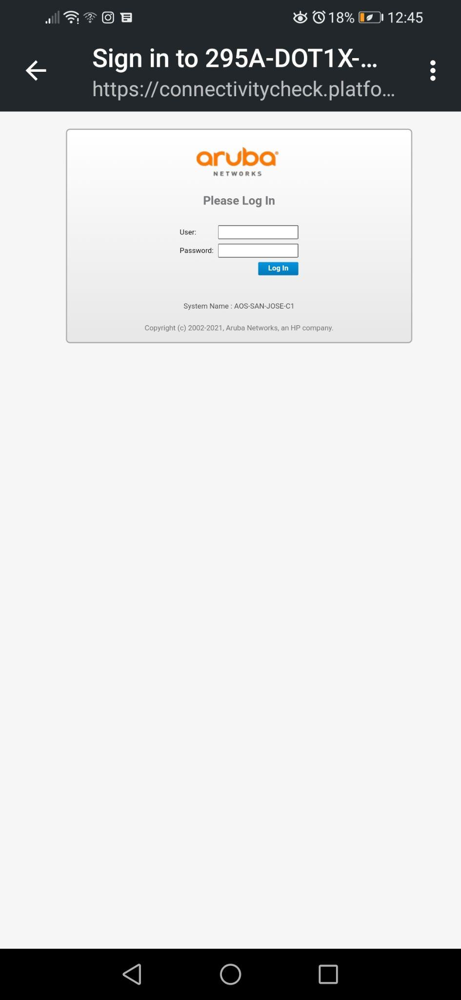 18% 12:45
Sign in to 295A-DOT1X-...
https://connectivitycheck.platfo...
aruba
NETWORKS
Please Log In
User:
Password:
Log In
System Name : AOS-SAN-JOSE-C1
Copyright (c) 2002-2021, Aruba Networks, an HP company.